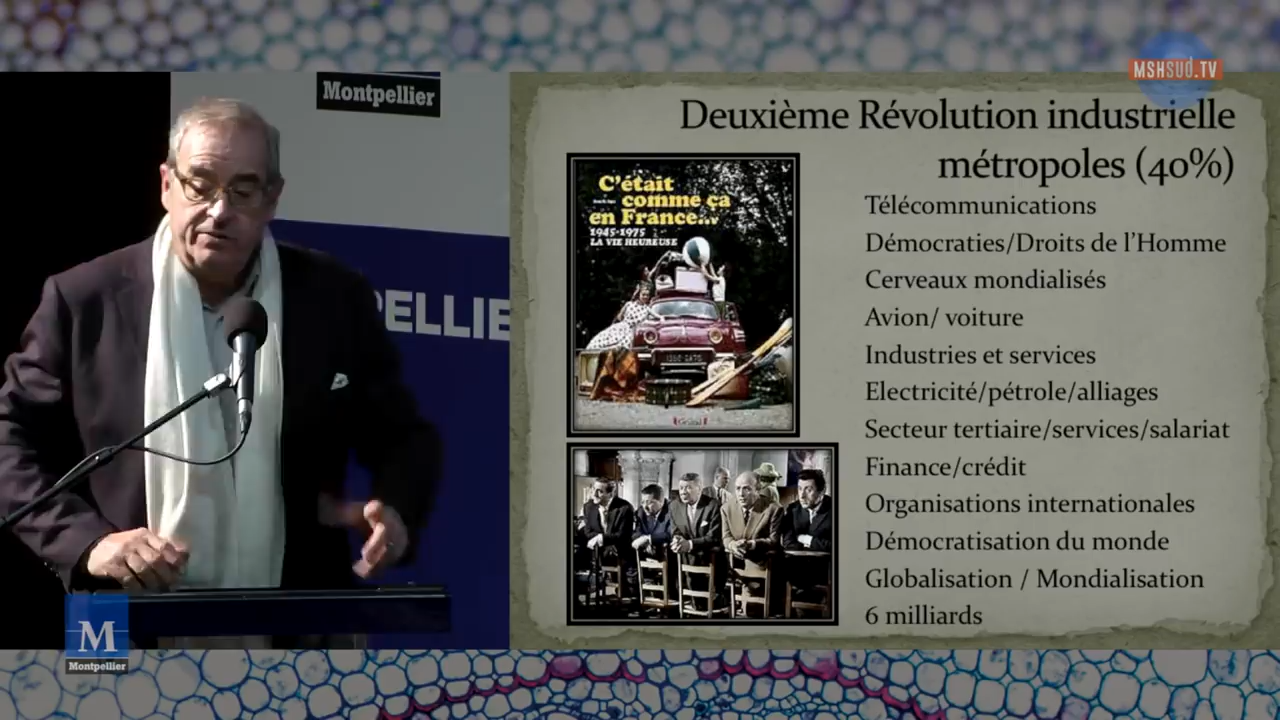 MSHSUD.TV
Montpellier
PELLIE
M
Montpellier
Deuxième Révolution industrielle
métropoles (40%)
C'était
comme ça
en France...
1945-1975
LA VIE HEUREUSE
Télécommunications
Démocraties/Droits de l'Homme
Cerveaux mondialisés
Avion/ voiture
Industries et services
Electricité/pétrole/alliages
Secteur tertiaire/services/salariat
Finance/crédit
Organisations internationales
Démocratisation du monde
Globalisation / Mondialisation
6 milliards